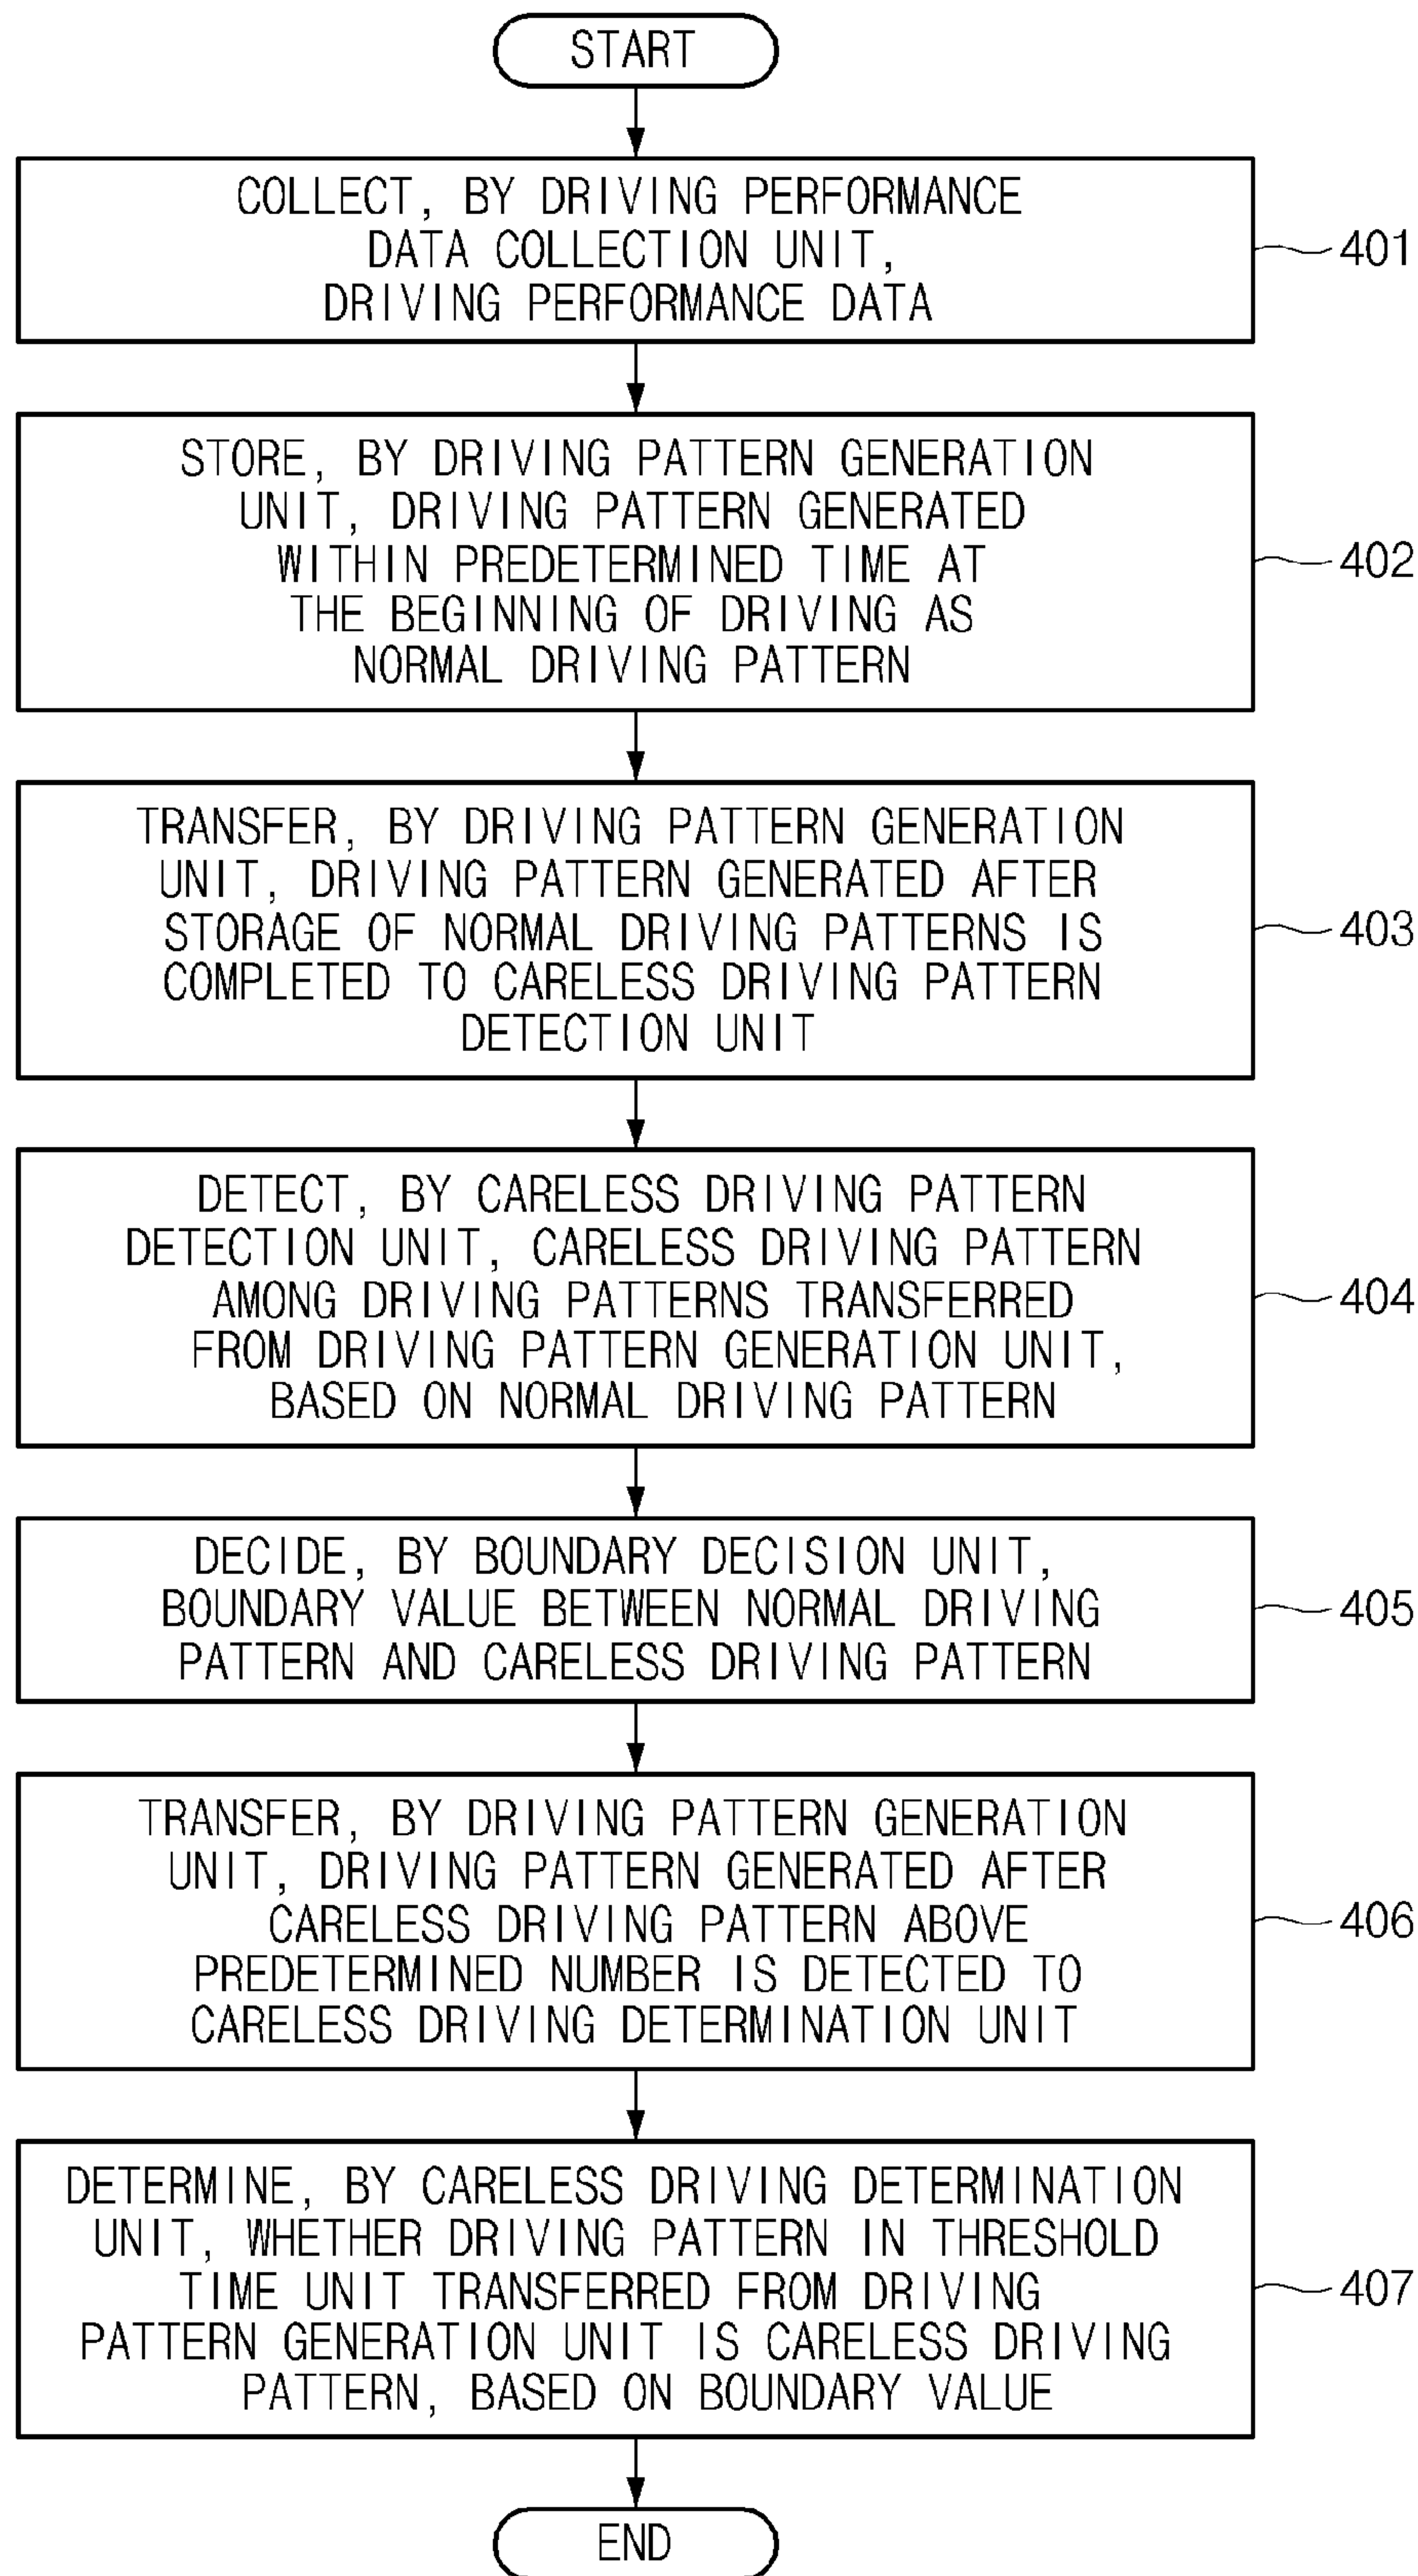 START
COLLECT, BY DRIVING PERFORMANCE
DATA COLLECTION UNIT,
DRIVING PERFORMANCE DATA
401
STORE, BY DRIVING PATTERN GENERATION
UNIT, DRIVING PATTERN GENERATED
WITHIN PREDETERMINED TIME AT
THE BEGINNING OF DRIVING AS
NORMAL DRIVING PATTERN
402
TRANSFER, BY DRIVING PATTERN GENERATION
UNIT, DRIVING PATTERN GENERATED AFTER
STORAGE OF NORMAL DRIVING PATTERNS IS
COMPLETED TO CARELESS DRIVING PATTERN
DETECTION UNIT
403
DETECT, BY CARELESS DRIVING PATTERN
DETECTION UNIT, CARELESS DRIVING PATTERN
AMONG DRIVING PATTERNS TRANSFERRED
FROM DRIVING PATTERN GENERATION UNIT,
BASED ON NORMAL DRIVING PATTERN
404
DECIDE, BY BOUNDARY DECISION UNIT,
BOUNDARY VALUE BETWEEN NORMAL DRIVING
PATTERN AND CARELESS DRIVING PATTERN
405
TRANSFER, BY DRIVING PATTERN GENERATION
UNIT, DRIVING PATTERN GENERATED AFTER
CARELESS DRIVING PATTERN ABOVE
PREDETERMINED NUMBER IS DETECTED TO
CARELESS DRIVING DETERMINATION UNIT
406
DETERMINE, BY CARELESS DRIVING DETERMINATION
UNIT, WHETHER DRIVING PATTERN IN THRESHOLD
TIME UNIT TRANSFERRED FROM DRIVING
PATTERN GENERATION UNIT IS CARELESS DRIVING
PATTERN, BASED ON BOUNDARY VALUE
407
END